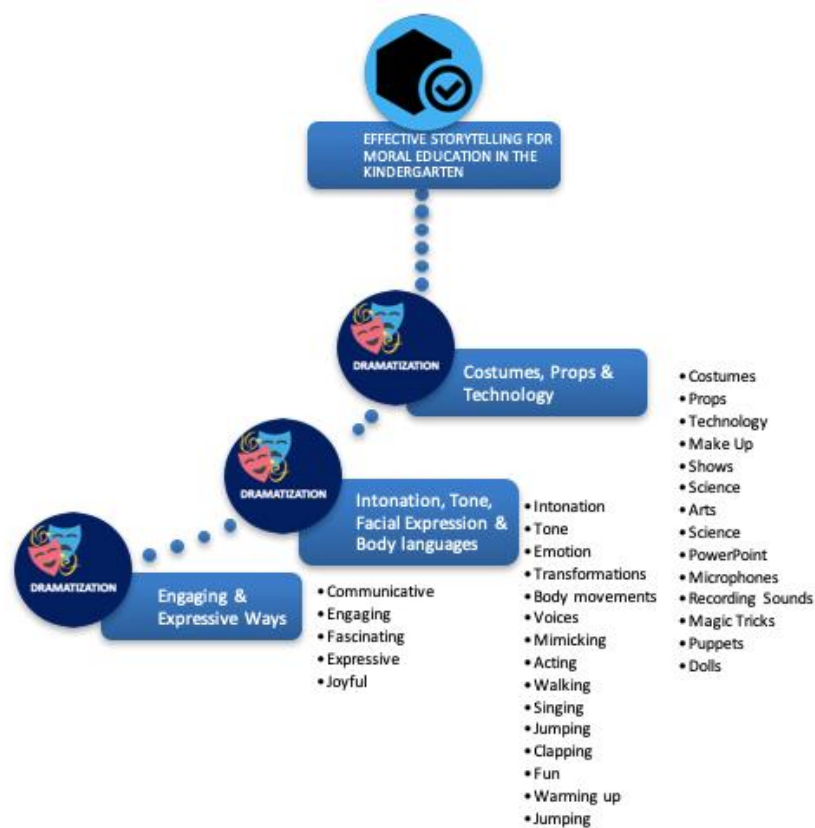 EFFECTIVE STORYTELLING FOR
MORAL EDUCATION IN THE
KINDERGARTEN
DRAMATIZATION
Costumes, Props &
Technology
• Costumes
• Props
• Technology
• Make Up
• Shows
• Science
• Arts
• Science
• PowerPoint
• Microphones
• Recording Sounds
• Magic Tricks
• Puppets
• Dolls
DRAMATIZATION
Intonation, Tone,
Facial Expression &
Body languages
• Intonation
• Tone
• Emotion
• Transformations
• Body movements
• Voices
• Mimicking
• Acting
• Walking
• Singing
• Jumping
• Clapping
• Fun
• Warming up
• Jumping
DRAMATIZATION
Engaging &
Expressive Ways
• Communicative
• Engaging
• Fascinating
• Expressive
• Joyful